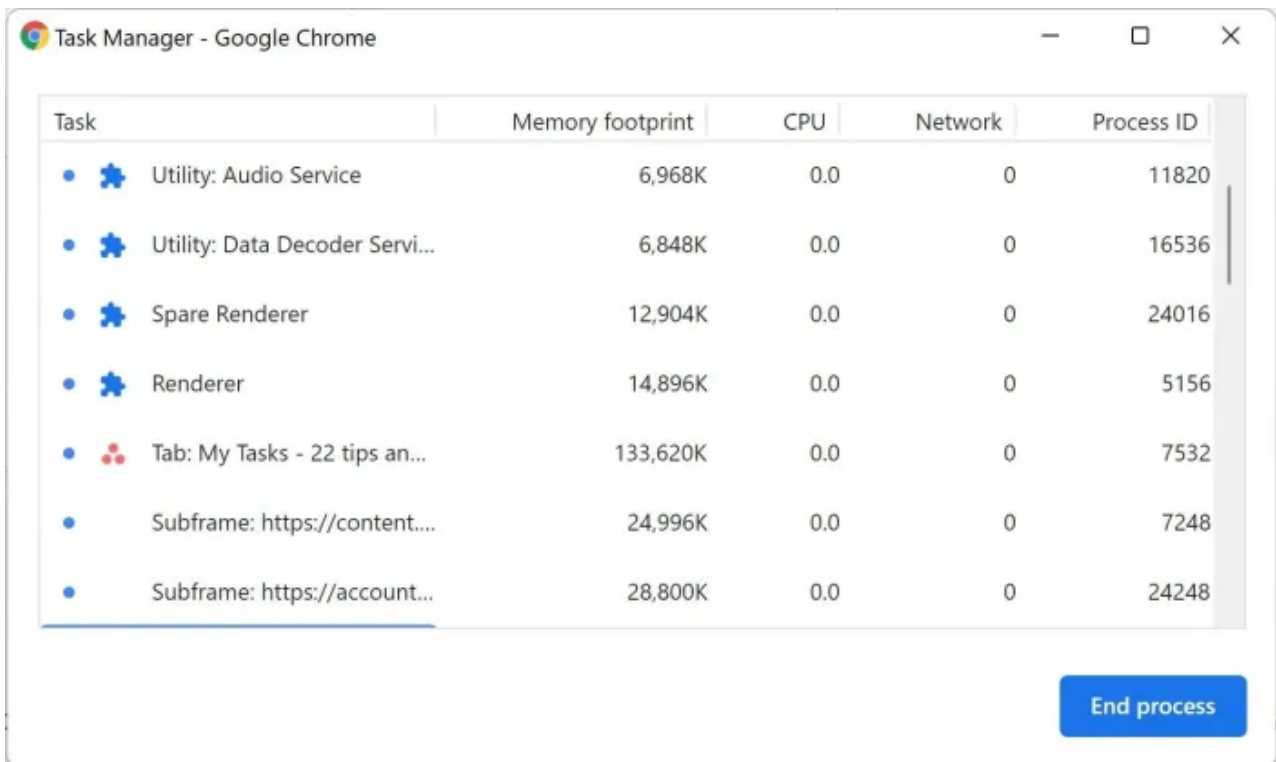 Task Manager - Google Chrome
Task Memory footprint CPU Network Process ID
Utility: Audio Service 6,968K 0.0 0 11820
Utility: Data Decoder Servi... 6,848K 0.0 0 16536
Spare Renderer 12,904K 0.0 0 24016
Renderer 14,896K 0.0 0 5156
Tab: My Tasks - 22 tips an... 133,620K 0.0 0 7532
Subframe: https://content.... 24,996K 0.0 0 7248
Subframe: https://account... 28,800K 0.0 0 24248
End process